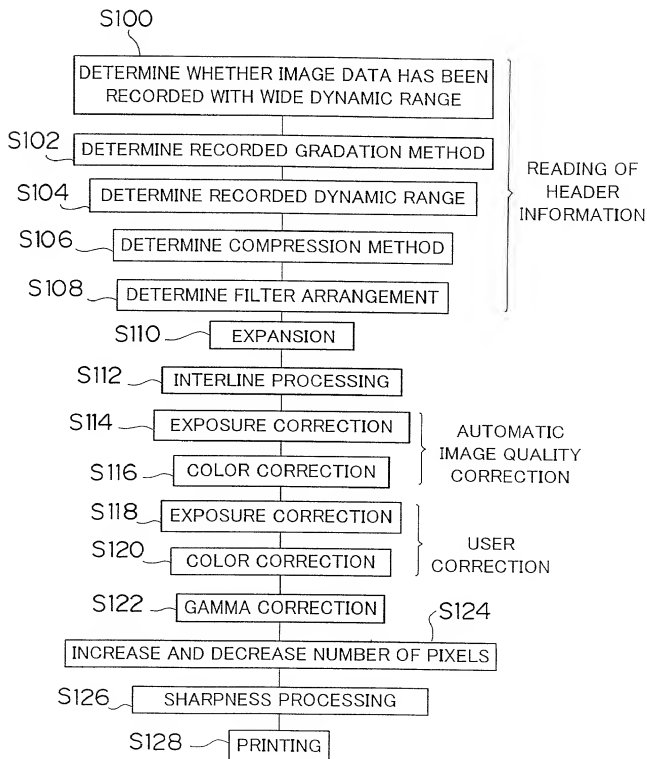 S100
DETERMINE WHETHER IMAGE DATA HAS BEEN
RECORDED WITH WIDE DYNAMIC RANGE
S102
DETERMINE RECORDED GRADATION METHOD
S104
DETERMINE RECORDED DYNAMIC RANGE
S106
DETERMINE COMPRESSION METHOD
S108
DETERMINE FILTER ARRANGEMENT
READING OF
HEADER
INFORMATION
S110
EXPANSION
S112
INTERLINE PROCESSING
S114
EXPOSURE CORRECTION
S116
COLOR CORRECTION
AUTOMATIC
IMAGE QUALITY
CORRECTION
S118
EXPOSURE CORRECTION
S120
COLOR CORRECTION
USER
CORRECTION
S122
GAMMA CORRECTION
S124
INCREASE AND DECREASE NUMBER OF PIXELS
S126
SHARPNESS PROCESSING
S128
PRINTING